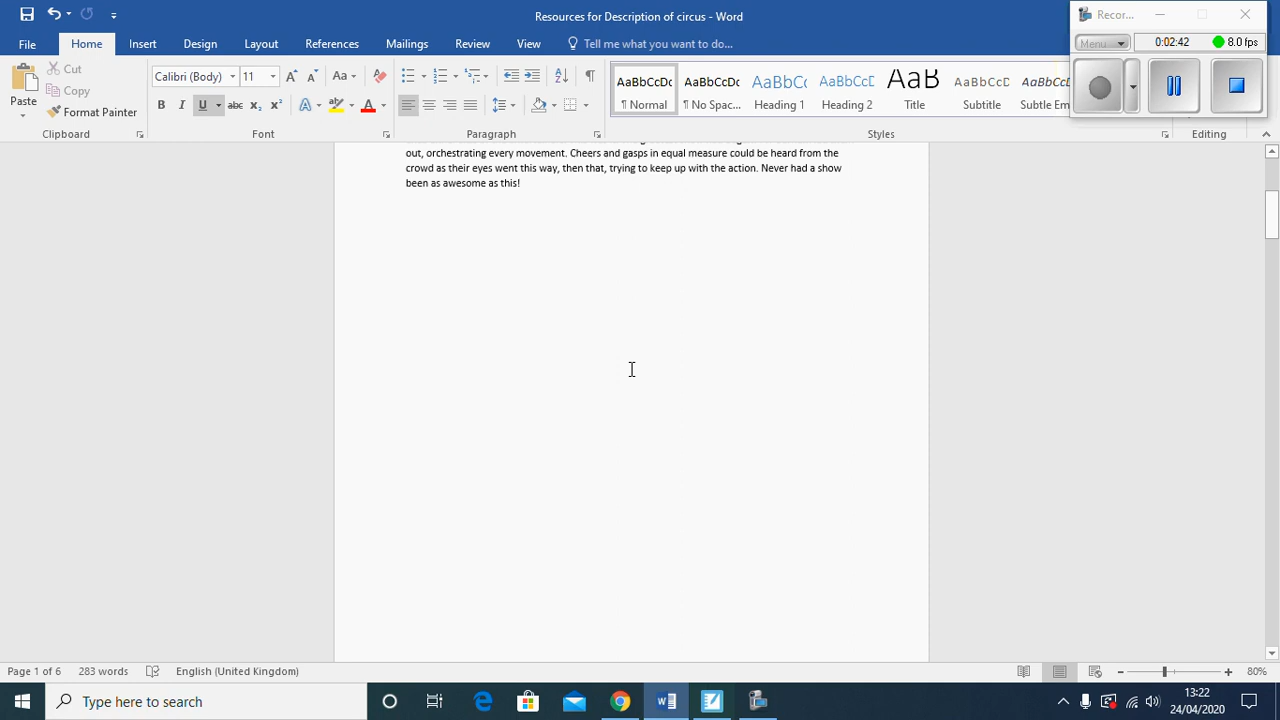 Resources for Description of circus - Word
Recor...
File
Home
Insert
Design
Layout
References
Mailings
Review
View
Tell me what you want to do...
Menu
0:02:42
8.0 fps
Paste
Cut
Copy
Format Painter
Calibri (Body)
11
AaBbCcDc
¶ Normal
AaBbCcDc
¶ No Spac...
AaBbCc
Heading 1
AaBbCcD
Heading 2
AaB
Title
AaBbCcD
Subtitle
AaBbCcD
Subtle Em
Clipboard
Font
Paragraph
Styles
Editing
out, orchestrating every movement. Cheers and gasps in equal measure could be heard from the
crowd as their eyes went this way, then that, trying to keep up with the action. Never had a show
been as awesome as this!
Page 1 of 6
283 words
English (United Kingdom)
80%
Type here to search
13:22
24/04/2020